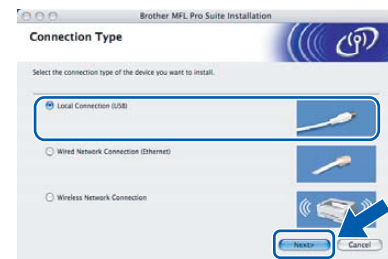 Brother MFL Pro Suite Installation
Connection Type
Select the connection type of the device you want to install.
Local Connection (USB)
Wired Network Connection (Ethernet)
Wireless Network Connection
Next>
Cancel